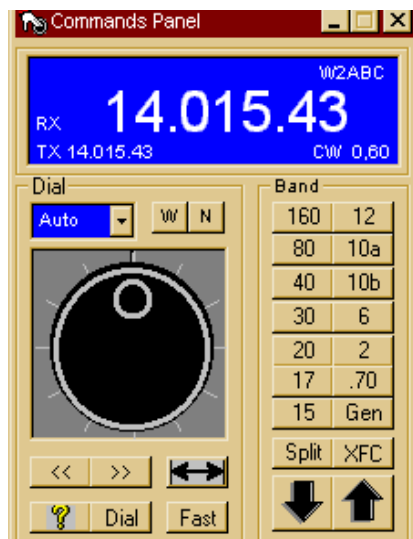 Commands Panel
W2ABC
RX 14.015.43
TX 14.015.43 CW 0,60
Dial
Auto W N
<< >>
? Dial Fast
Band
160 12
80 10a
40 10b
30 6
20 2
17 .70
15 Gen
Split XFC